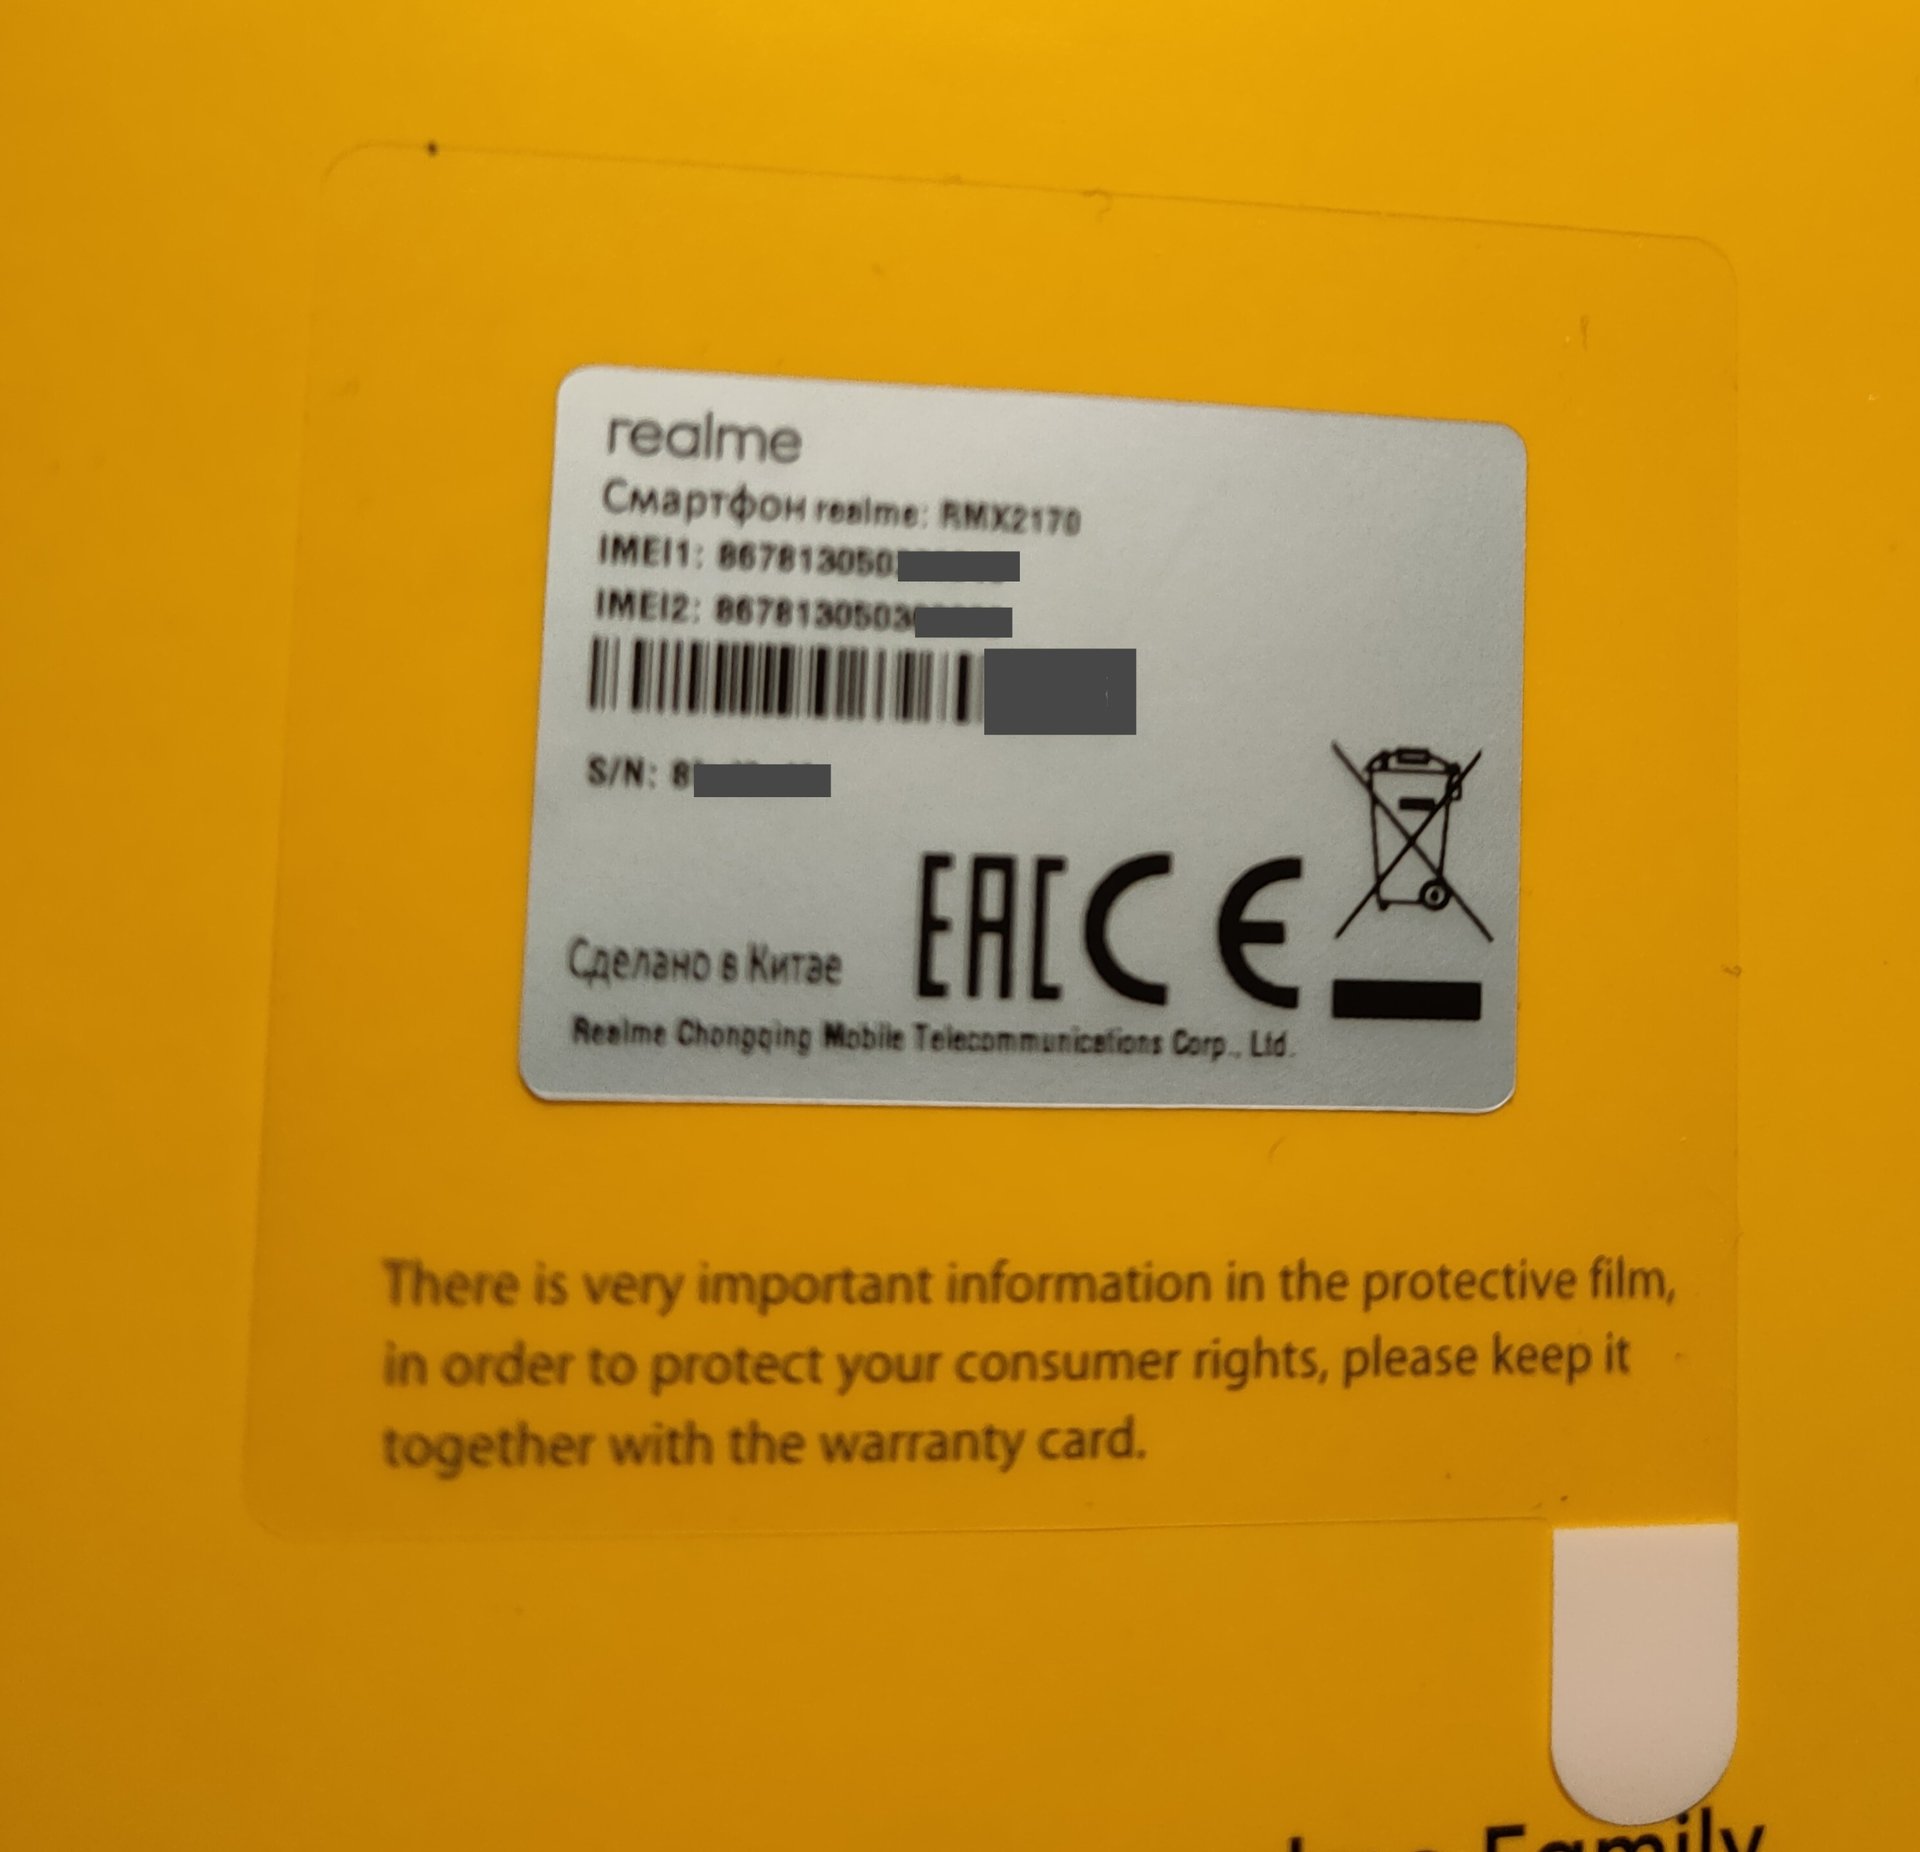 realme
Смартфон realme: RMX2170
IMEI1: 867813050
IMEI2: 8678130503
S/N: 8
EAC CE
Сделано в Китае
Realme Chongqing Mobile Telecommunications Corp., Ltd.
There is very important information in the protective film,
in order to protect your consumer rights, please keep it
together with the warranty card.
Family